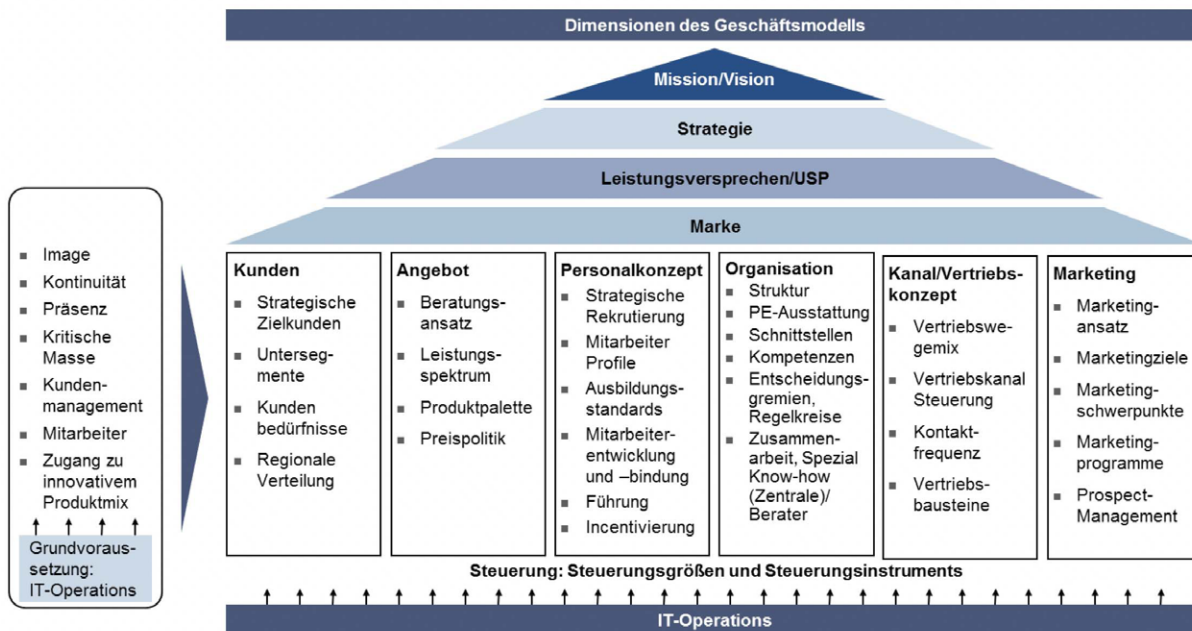 Dimensionen des Geschäftsmodells
Mission/Vision
Strategie
Leistungsversprechen/USP
Marke
Image
Kontinuität
Präsenz
Kritische
Masse
Kunden-
management
Mitarbeiter
Zugang zu
innovativem
Produktmix
Grundvoraus-
setzung:
IT-Operations
Kunden
Strategische
Zielkunden
Unterseg-
mente
Kunden
bedürfnisse
Regionale
Verteilung
Angebot
Beratungs-
ansatz
Leistungs-
spektrum
Produktpalette
Preispolitik
Personalkonzept
Strategische
Rekrutierung
Mitarbeiter
Profile
Ausbildungs-
standards
Mitarbeiter-
entwicklung
und –bindung
Führung
Incentivierung
Organisation
Struktur
PE-Ausstattung
Schnittstellen
Kompetenzen
Entscheidungs-
gremien,
Regelkreise
Zusammen-
arbeit, Spezial
Know-how
(Zentrale)/
Berater
Kanal/Vertriebs-
konzept
Vertriebswe-
gemix
Vertriebskanal
Steuerung
Kontakt-
frequenz
Vertriebs-
bausteine
Marketing
Marketing-
ansatz
Marketingziele
Marketing-
schwerpunkte
Marketing-
programme
Prospect-
Management
Steuerung: Steuerungsgrößen und Steuerungsinstruments
IT-Operations